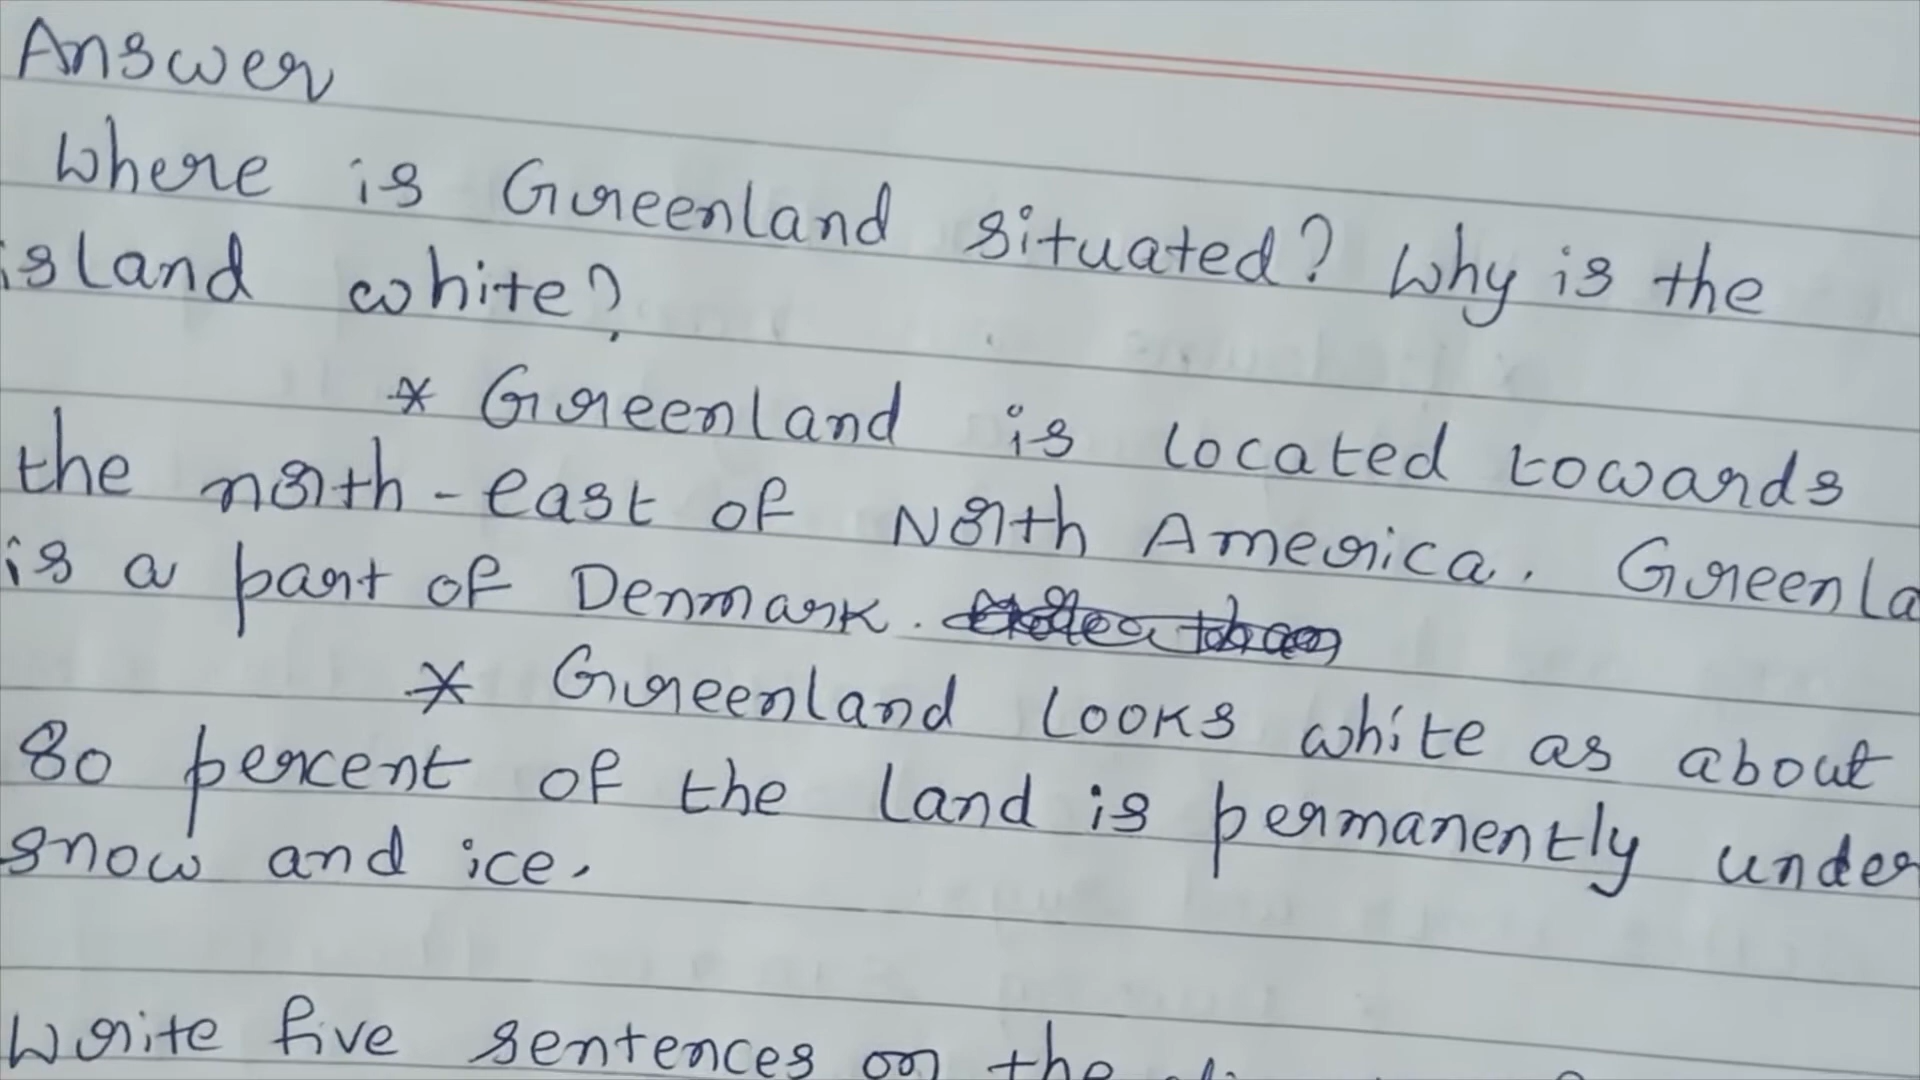 Answer
Where is Greenland situated? Why is the
island white?
* Greenland is located towards
the north-east of North America. Greenla
is a part of Denmark.
* Greenland looks white as about
80 percent of the land is permanently under
snow and ice.
Write five sentences on the